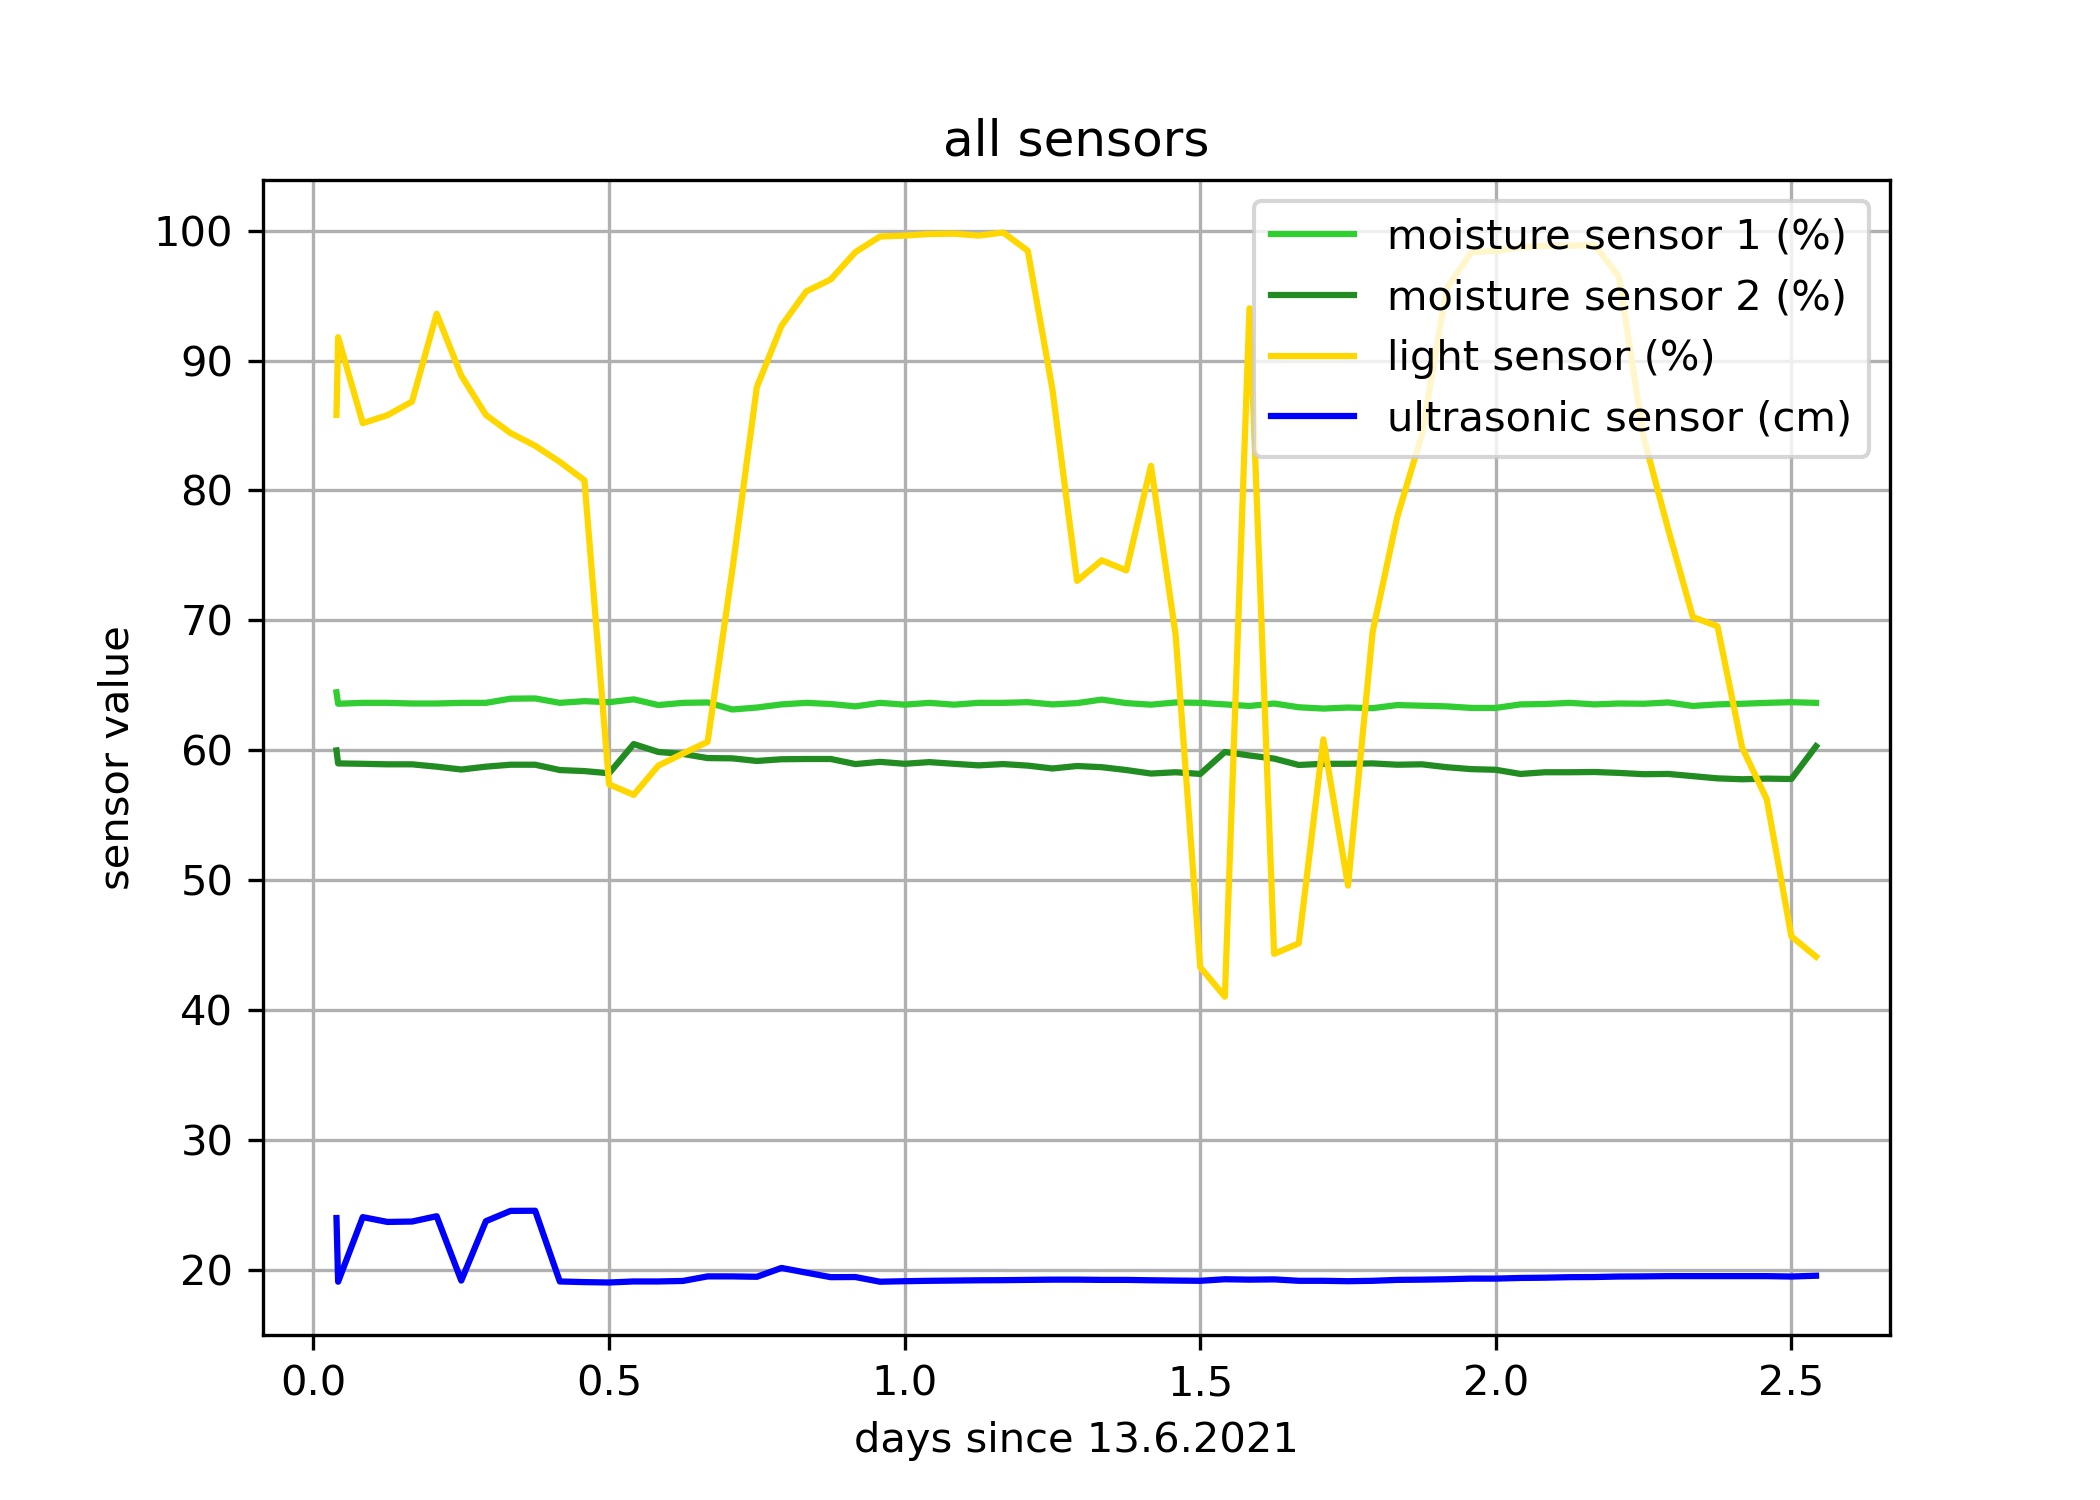 all sensors
moisture sensor 1 (%)
moisture sensor 2 (%)
light sensor (%)
ultrasonic sensor (cm)
sensor value
100
90
80
70
60
50
40
30
20
0.0 0.5 1.0 1.5 2.0 2.5
days since 13.6.2021